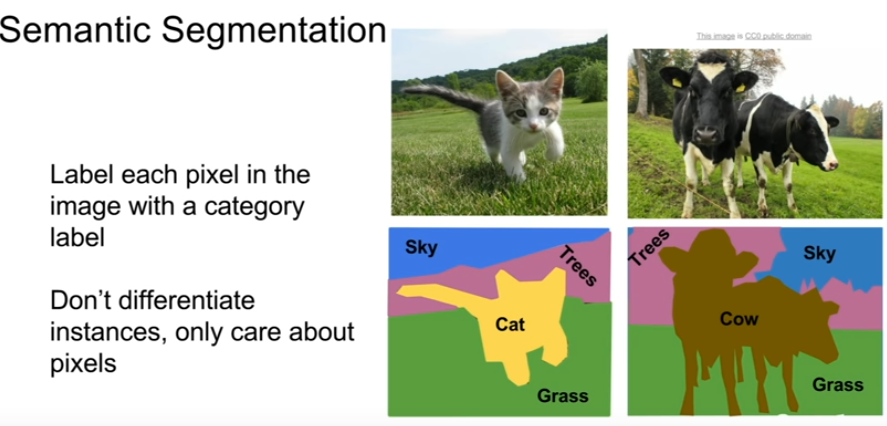 Semantic Segmentation
This image is CC0 public domain
Label each pixel in the
image with a category
label
Don't differentiate
instances, only care about
pixels
Sky
Trees
Cat
Grass
Trees
Sky
Cow
Grass